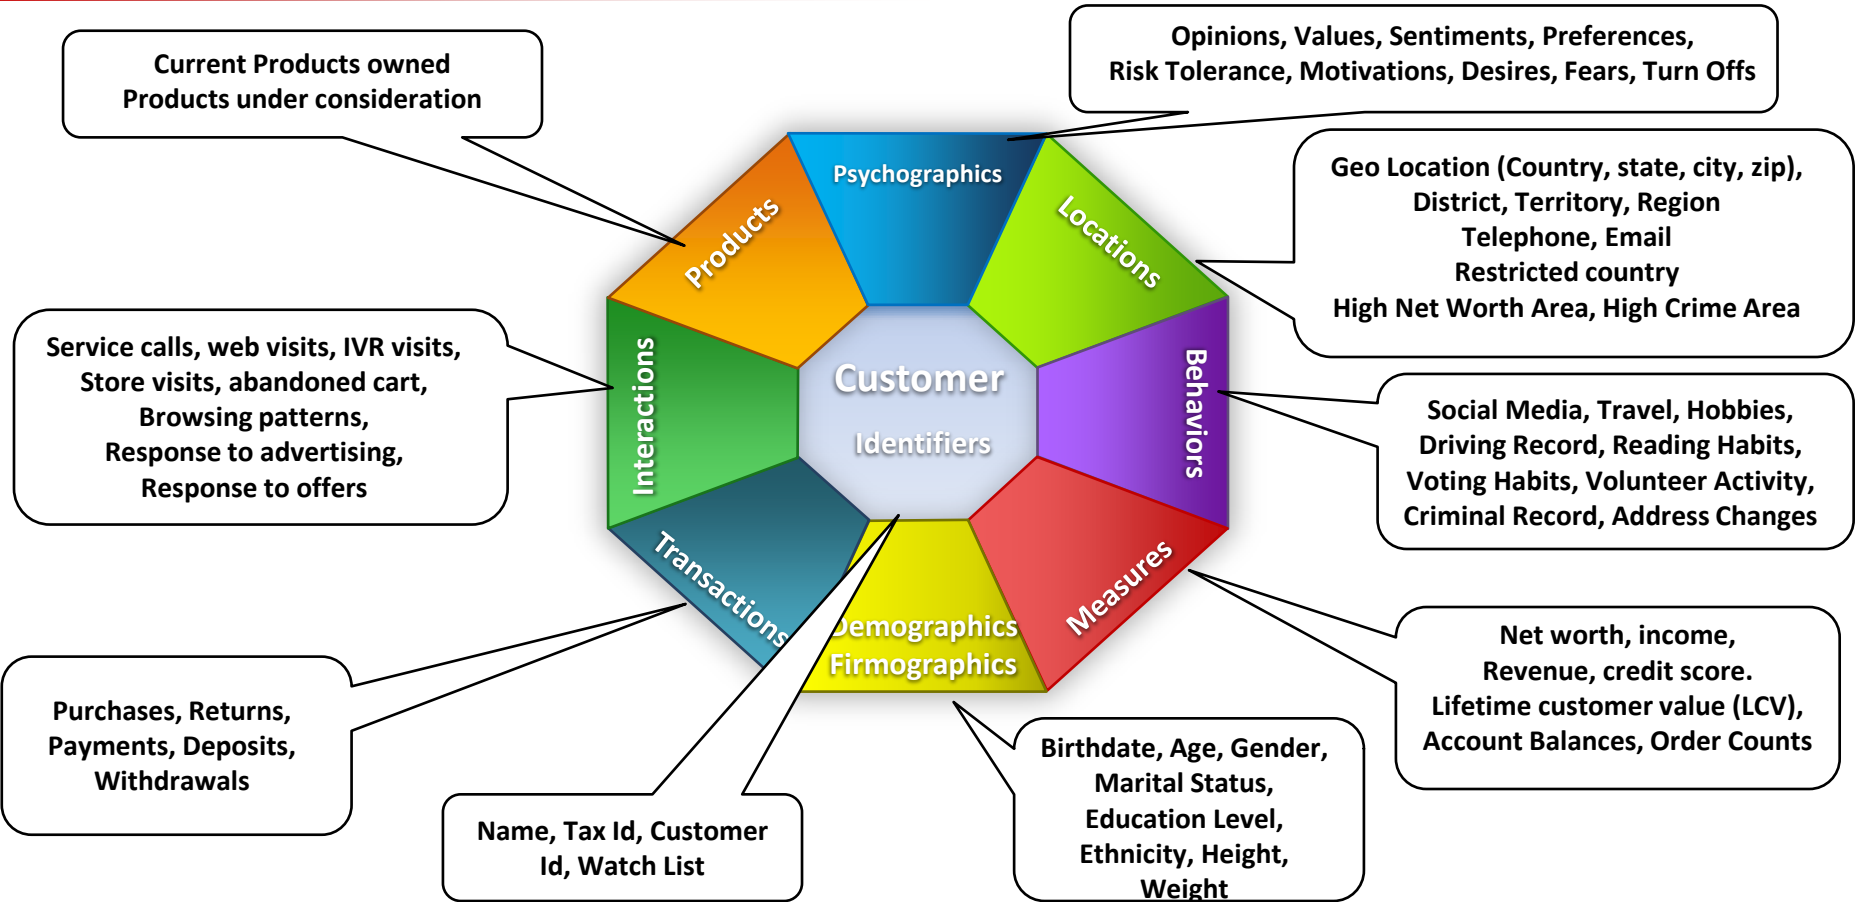 Current Products owned
Products under consideration
Opinions, Values, Sentiments, Preferences,
Risk Tolerance, Motivations, Desires, Fears, Turn Offs
Psychographics
Products
Locations
Geo Location (Country, state, city, zip),
District, Territory, Region
Telephone, Email
Restricted country
High Net Worth Area, High Crime Area
Service calls, web visits, IVR visits,
Store visits, abandoned cart,
Browsing patterns,
Response to advertising,
Response to offers
Interactions
Customer
Identifiers
Behaviors
Social Media, Travel, Hobbies,
Driving Record, Reading Habits,
Voting Habits, Volunteer Activity,
Criminal Record, Address Changes
Transactions
Demographics
Firmographics
Measures
Net worth, income,
Revenue, credit score.
Lifetime customer value (LCV),
Account Balances, Order Counts
Purchases, Returns,
Payments, Deposits,
Withdrawals
Name, Tax Id, Customer
Id, Watch List
Birthdate, Age, Gender,
Marital Status,
Education Level,
Ethnicity, Height,
Weight